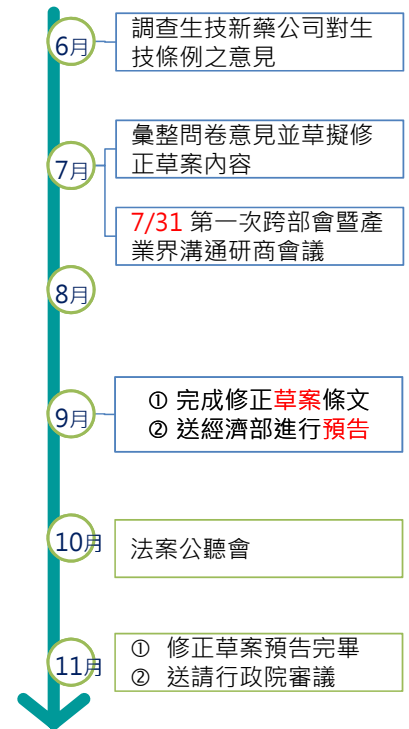 6月
調查生技新藥公司對生
技條例之意見
7月
彙整問卷意見並草擬修
正草案內容
7/31 第一次跨部會暨產
業界溝通研商會議
8月
9月
① 完成修正草案條文
② 送經濟部進行預告
10月
法案公聽會
11月
① 修正草案預告完畢
② 送請行政院審議